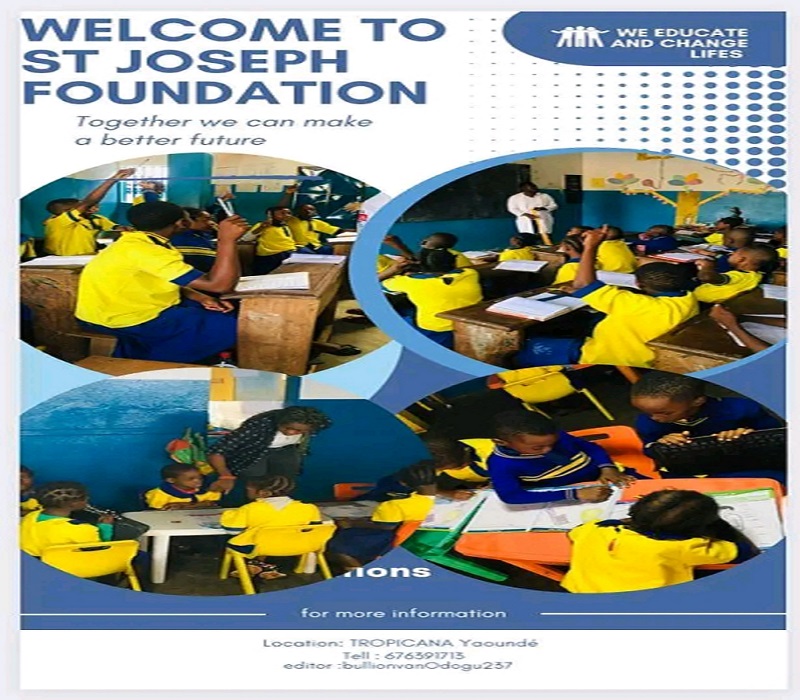 WELCOME TO
ST JOSEPH
FOUNDATION
Together we can make
a better future
WE EDUCATE
AND CHANGE
LIFES
for more information
Location: TROPICANA Yaoundé
Tell : 676391713
editor :bullionvanOdogu237